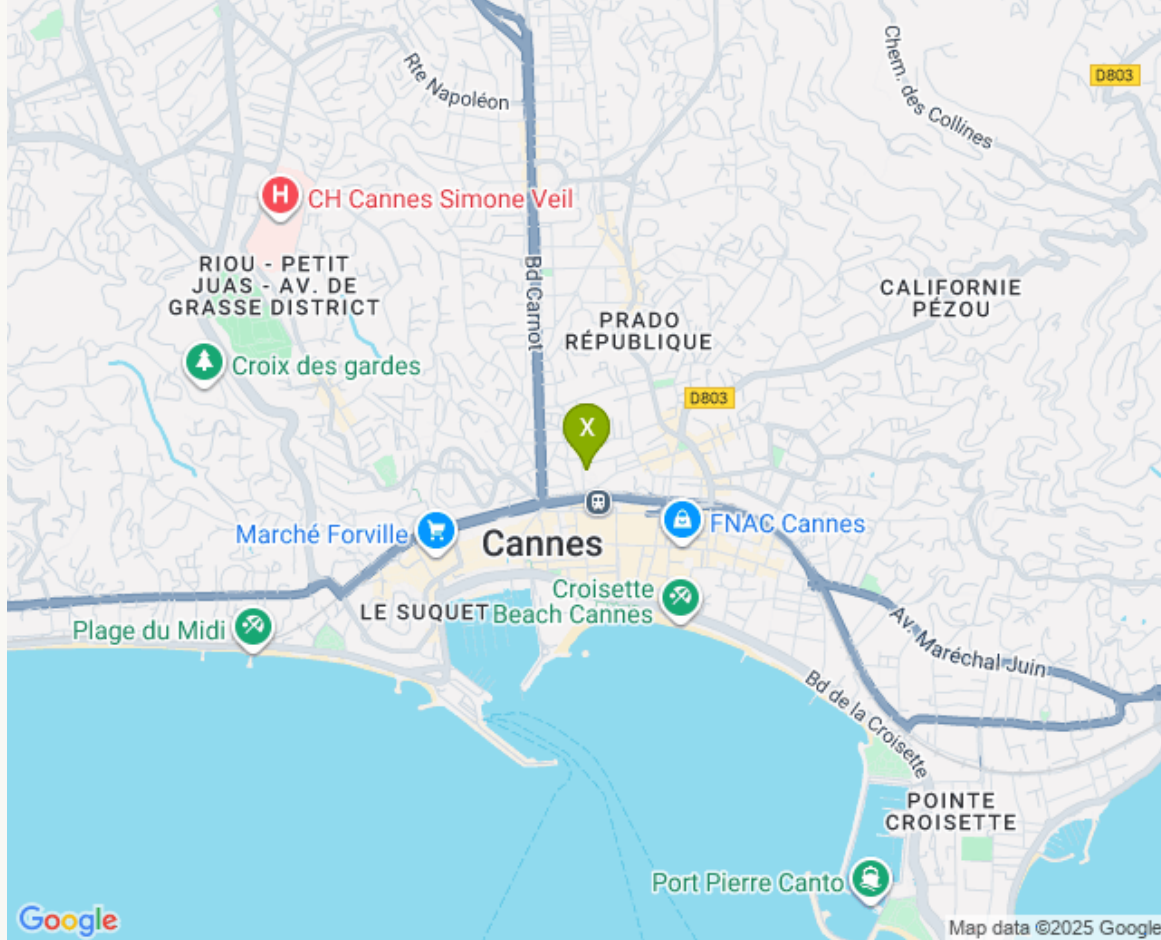 Chem. des Collines
D803
Rte Napoléon
H
CH Cannes Simone Veil
RIOU - PETIT
JUAS - AV. DE
GRASSE DISTRICT
Bd Carnot
CALIFORNIE
PÉZOU
PRADO
RÉPUBLIQUE
Croix des gardes
D803
X
Marché Forville
Cannes
FNAC Cannes
Croisette
Beach Cannes
LE SUQUET
Plage du Midi
Av. Maréchal Juin
Bd de la Croisette
POINTE
CROISETTE
Port Pierre Canto
Google
Map data ©2025 Google